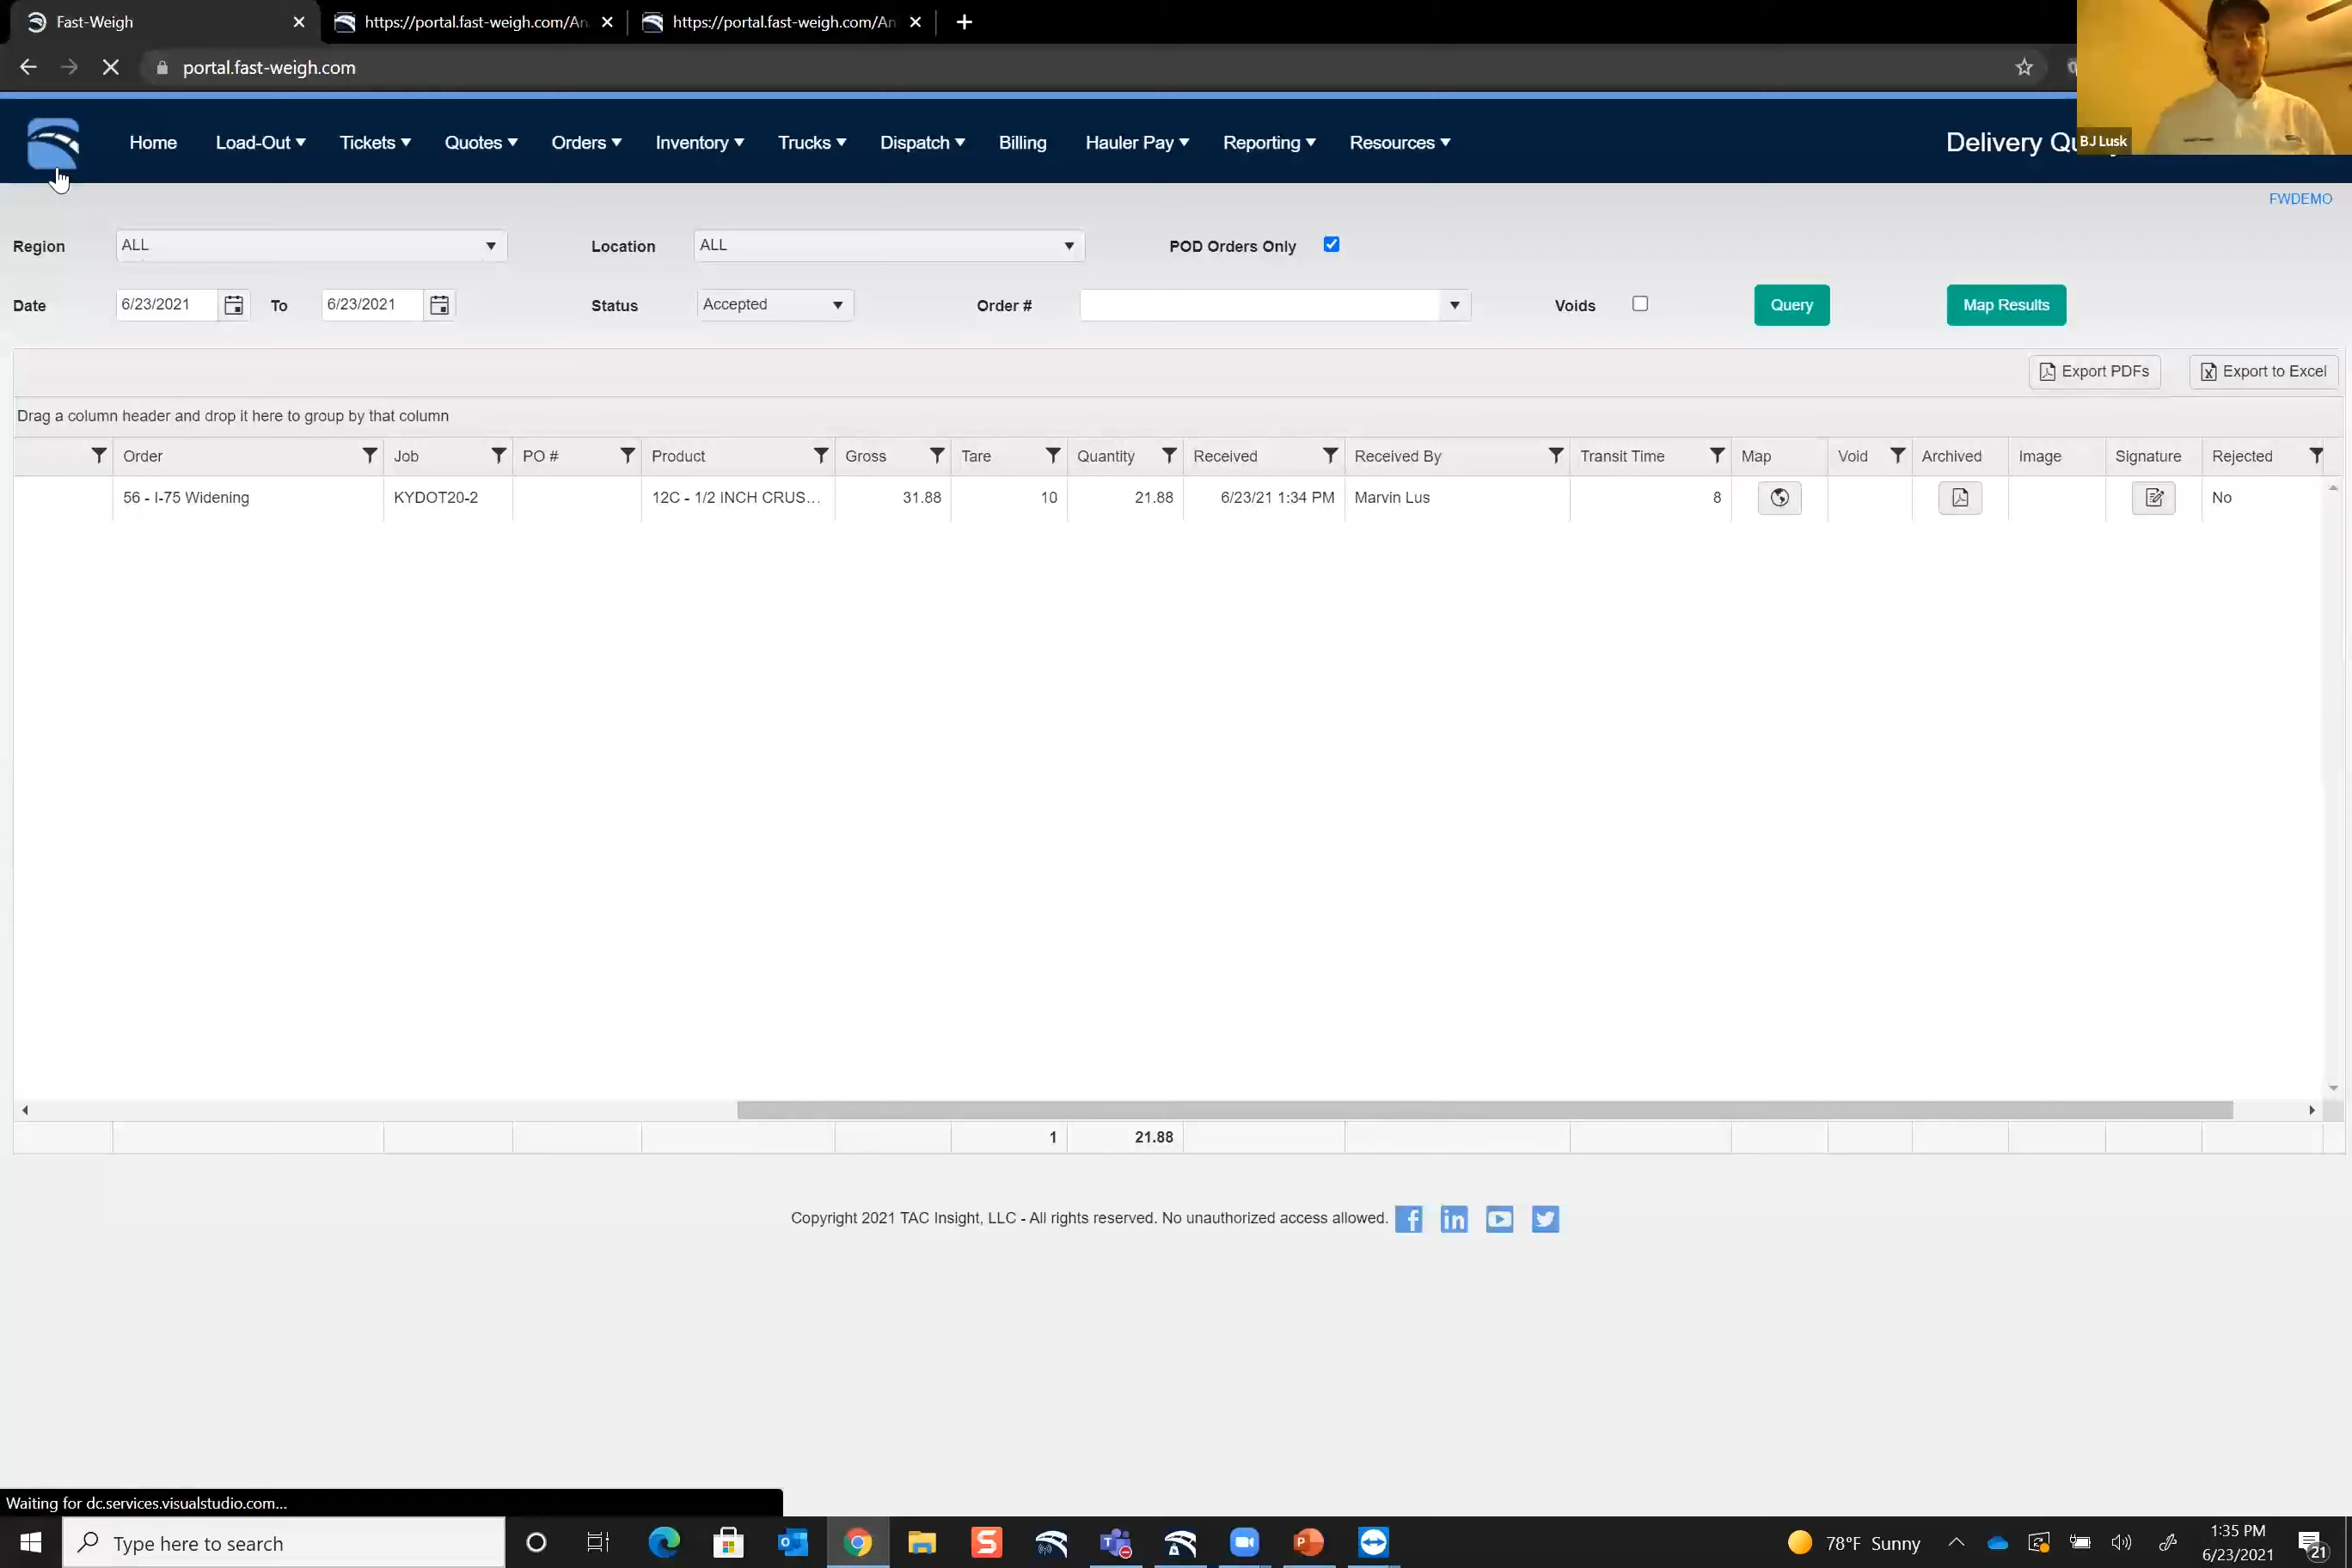 Fast-Weigh
https://portal.fast-weigh.com/An
https://portal.fast-weigh.com/An
portal.fast-weigh.com
Home Load-Out Tickets Quotes Orders Inventory Trucks Dispatch Billing Hauler Pay Reporting Resources Delivery Qu
BJ Lusk
FWDEMO
Region ALL Location ALL POD Orders Only
Date 6/23/2021 To 6/23/2021 Status Accepted Order # Voids Query Map Results
Export PDFs Export to Excel
Drag a column header and drop it here to group by that column
Order Job PO # Product Gross Tare Quantity Received Received By Transit Time Map Void Archived Image Signature Rejected
56 - I-75 Widening KYDOT20-2 12C - 1/2 INCH CRUS... 31.88 10 21.88 6/23/21 1:34 PM Marvin Lus 8 No
1 21.88
Copyright 2021 TAC Insight, LLC - All rights reserved. No unauthorized access allowed.
Waiting for dc.services.visualstudio.com...
Type here to search
78°F Sunny
1:35 PM
6/23/2021
21